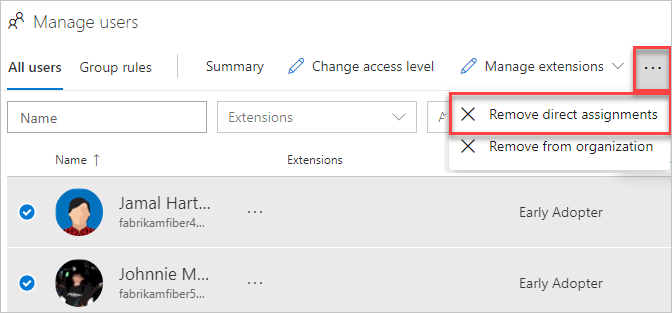 Manage users
All users Group rules Summary Change access level Manage extensions ...
Name Extensions A
Remove direct assignments
Remove from organization
Name ↑ Extensions
Jamal Hart... ...
fabrikamfiber4...
Early Adopter
Johnnie M... ...
fabrikamfiber5...
Early Adopter